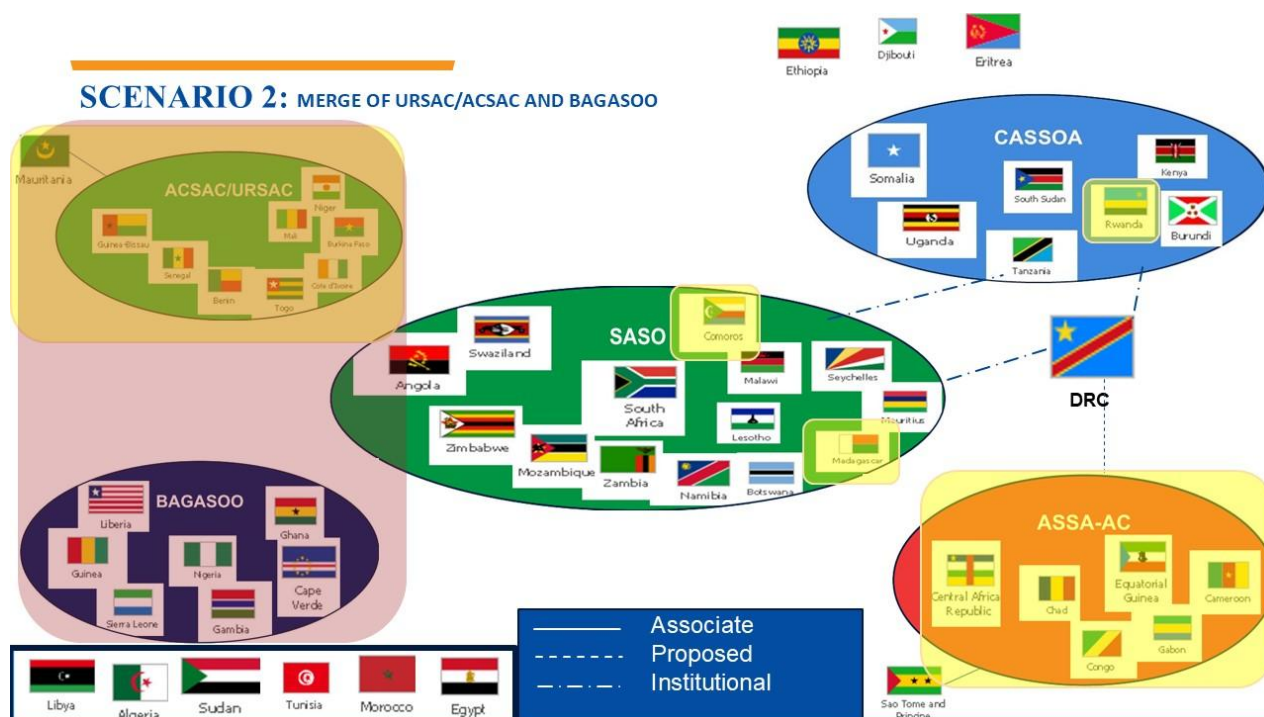 Ethiopia
Djibouti
Eritrea
SCENARIO 2: MERGE OF URSAC/ACSAC AND BAGASOO
Mauritania
ACSAC/URSAC
Niger
Mali
Guinea-Bissau
Burkina Faso
Senegal
Benin
Togo
Cote d'Ivoire
CASSOA
Somalia
South Sudan
Kenya
Rwanda
Uganda
Burundi
Tanzania
SASO
Comoros
Swaziland
Angola
Malawi
Seychelles
South
Africa
Mauritius
Lesotho
Zimbabwe
Mozambique
Zambia
Namibia
Botswana
Madagascar
DRC
BAGASOO
Liberia
Ghana
Guinea
Nigeria
Cape
Verde
Sierra Leone
Gambia
ASSA-AC
Central Africa
Republic
Chad
Equatorial
Guinea
Cameroon
Congo
Gabon
Sao Tome and
Principe
Associate
Proposed
Institutional
Libya
Algeria
Sudan
Tunisia
Morocco
Egypt